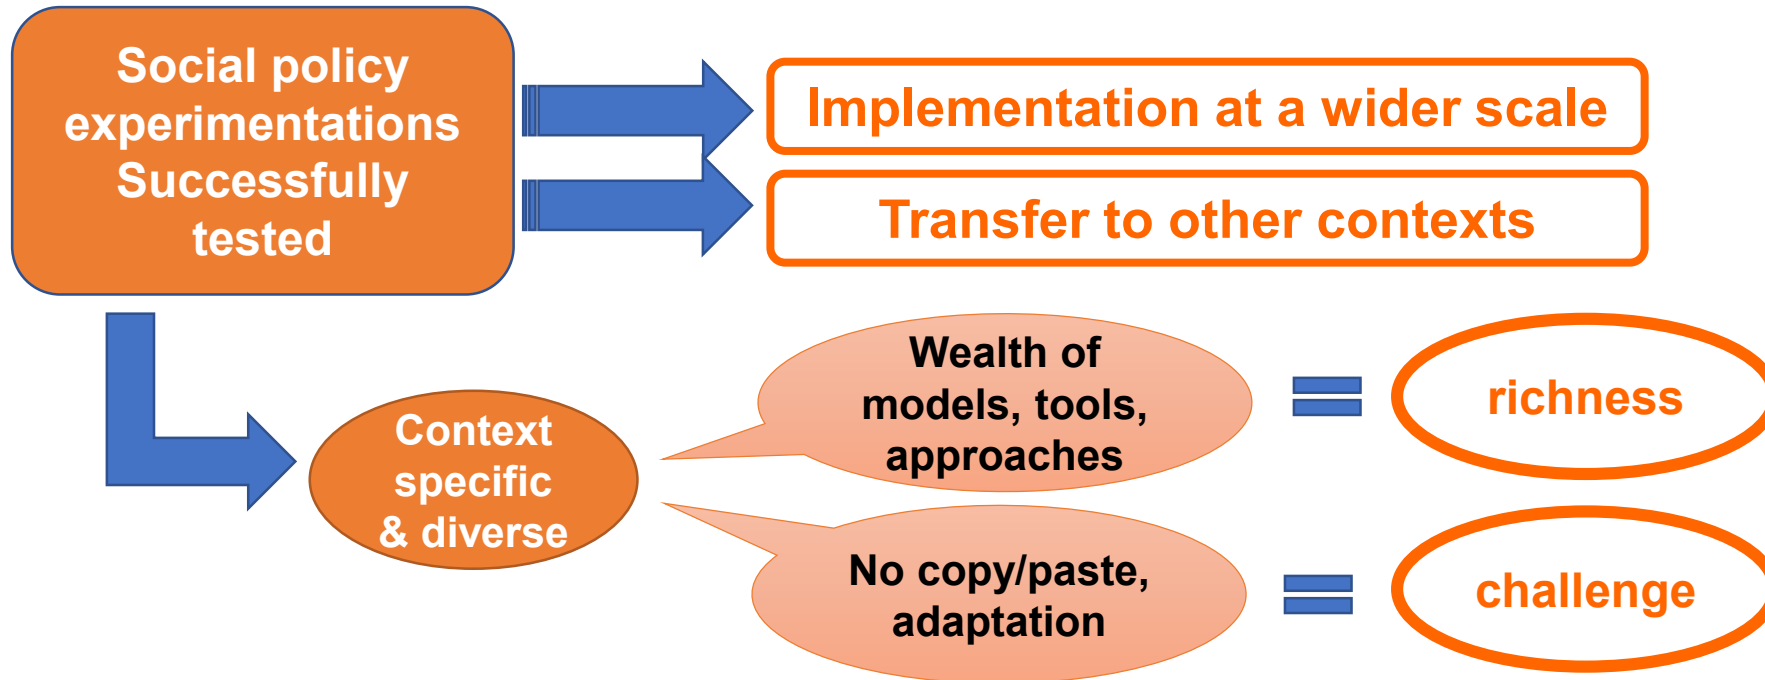 Social policy
experimentations
Successfully
tested
Implementation at a wider scale
Transfer to other contexts
Context
specific
& diverse
Wealth of
models, tools,
approaches
richness
No copy/paste,
adaptation
challenge